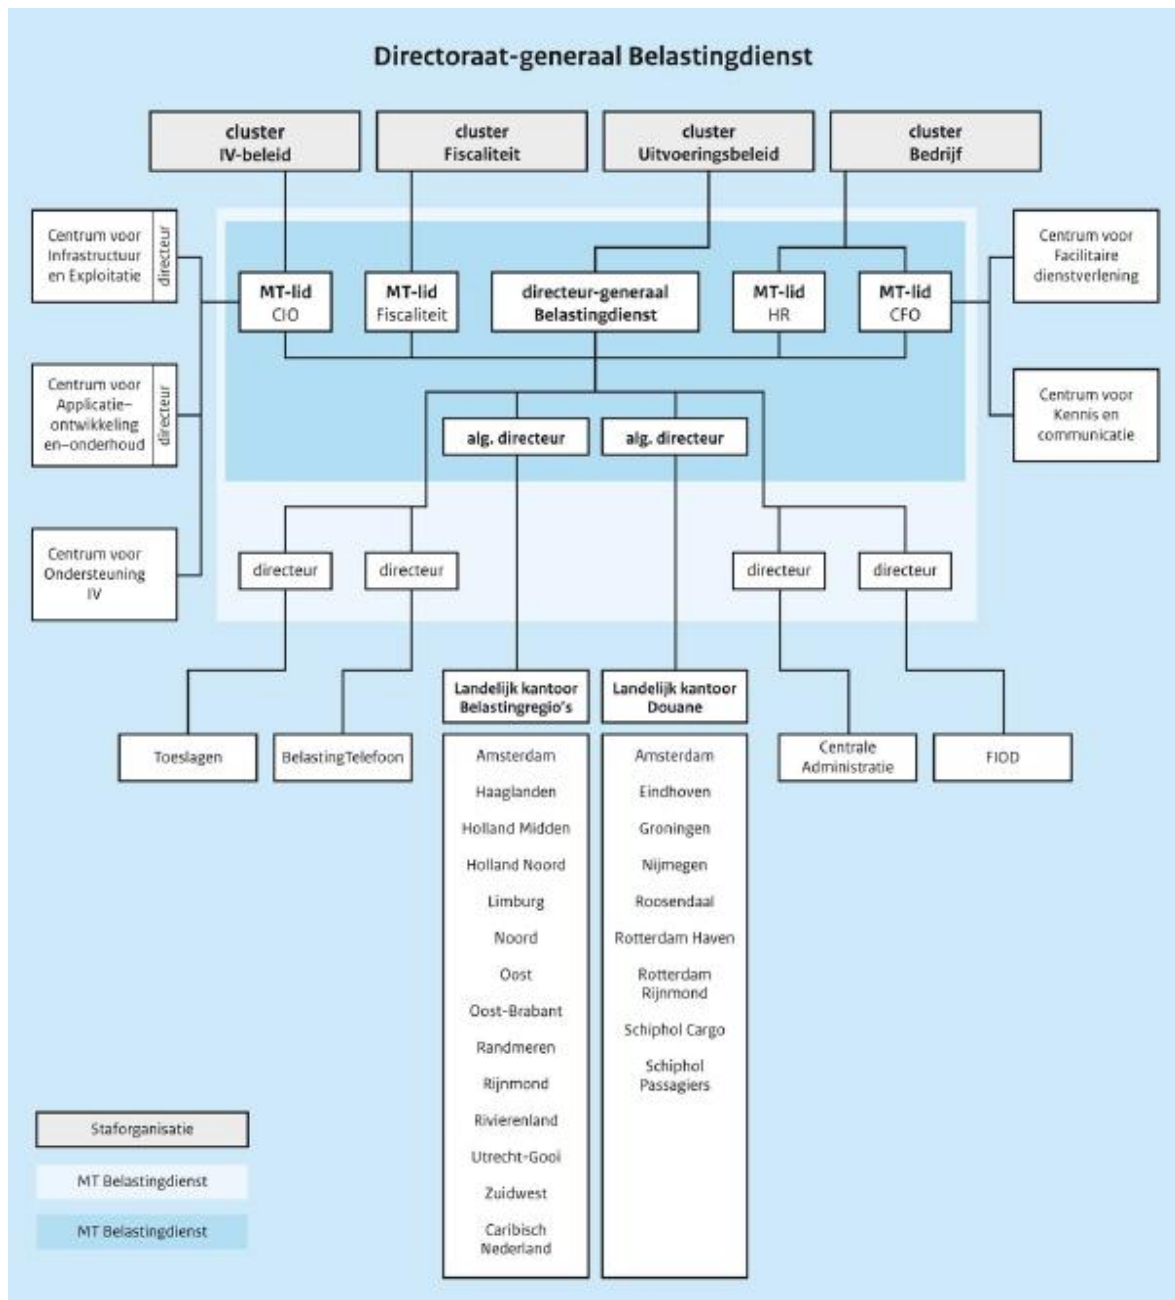 Directoraat-generaal Belastingdienst
cluster
IV-beleid
cluster
Fiscaliteit
cluster
Uitvoeringsbeleid
cluster
Bedrijf
Centrum voor
Infrastructuur
en Exploitatie
directeur
MT-lid
CIO
MT-lid
Fiscaliteit
directeur-generaal
Belastingdienst
MT-lid
HR
MT-lid
CFO
Centrum voor
Facilitaire
dienstverlening
Centrum voor
Applicatie–
ontwikkeling
en–onderhoud
directeur
alg. directeur
alg. directeur
Centrum voor
Kennis en
communicatie
Centrum voor
Ondersteuning
IV
directeur
directeur
directeur
directeur
Toeslagen
BelastingTelefoon
Landelijk kantoor
Belastingregio's
Landelijk kantoor
Douane
Centrale
Administratie
FIOD
Amsterdam
Haaglanden
Holland Midden
Holland Noord
Limburg
Noord
Oost
Oost-Brabant
Randmeren
Rijnmond
Rivierenland
Utrecht-Gooi
Zuidwest
Caribisch
Nederland
Amsterdam
Eindhoven
Groningen
Nijmegen
Roosendaal
Rotterdam Haven
Rotterdam
Rijnmond
Schiphol Cargo
Schiphol
Passagiers
Staforganisatie
MT Belastingdienst
MT Belastingdienst